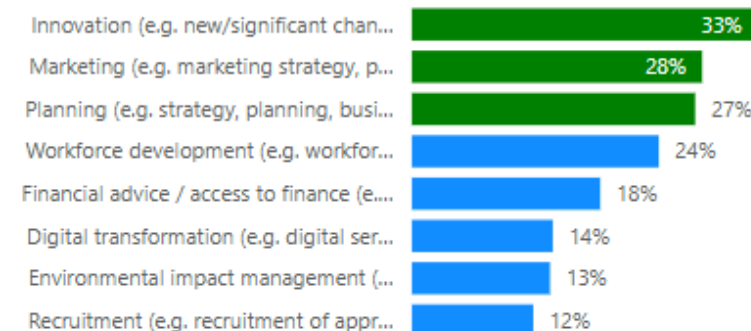 Innovation (e.g. new/significant chan... 33%
Marketing (e.g. marketing strategy, p... 28%
Planning (e.g. strategy, planning, busi... 27%
Workforce development (e.g. workfor... 24%
Financial advice / access to finance (e.... 18%
Digital transformation (e.g. digital ser... 14%
Environmental impact management (... 13%
Recruitment (e.g. recruitment of appr... 12%